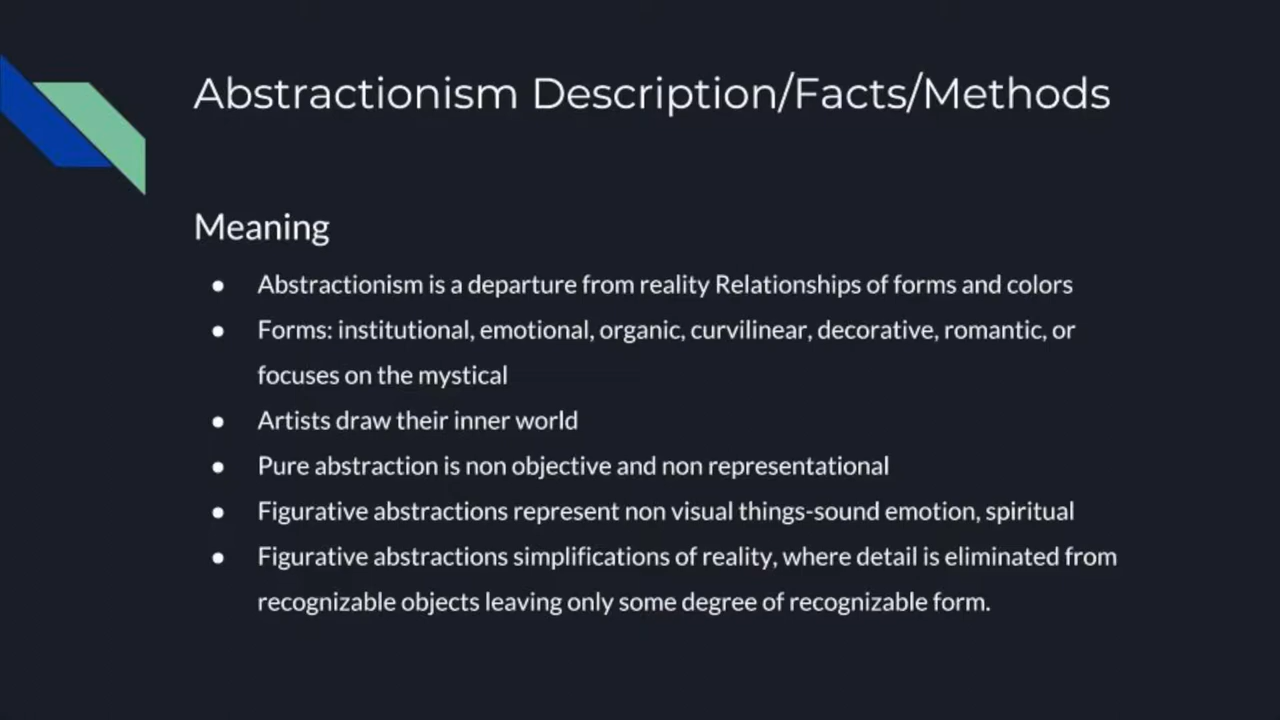 Abstractionism Description/Facts/Methods
Meaning
● Abstractionism is a departure from reality Relationships of forms and colors
● Forms: institutional, emotional, organic, curvilinear, decorative, romantic, or
focuses on the mystical
● Artists draw their inner world
● Pure abstraction is non objective and non representational
● Figurative abstractions represent non visual things-sound emotion, spiritual
● Figurative abstractions simplifications of reality, where detail is eliminated from
recognizable objects leaving only some degree of recognizable form.